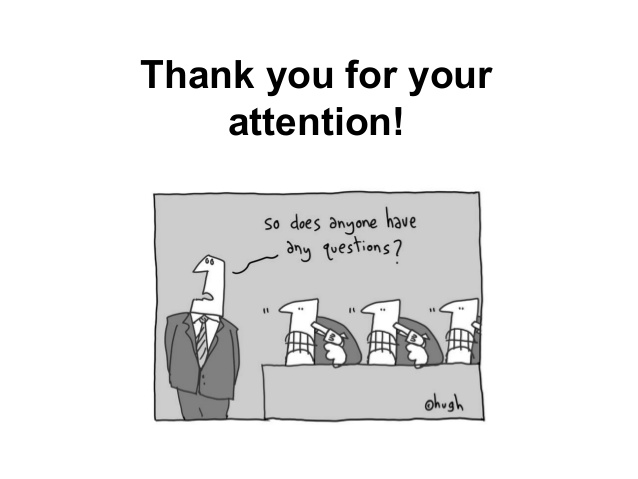 Thank you for your
attention!
so does anyone have
any questions?
©hugh